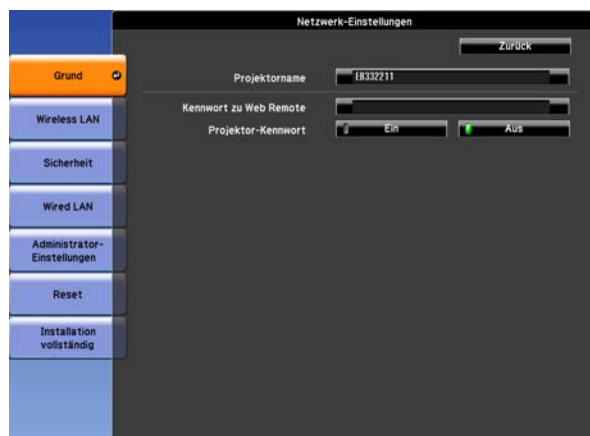 Netzwerk-Einstellungen
Zurück
Grund
Projektorname
EB332211
Wireless LAN
Kennwort zu Web Remote
Projektor-Kennwort
Ein
Aus
Sicherheit
Wired LAN
Administrator-
Einstellungen
Reset
Installation
vollständig